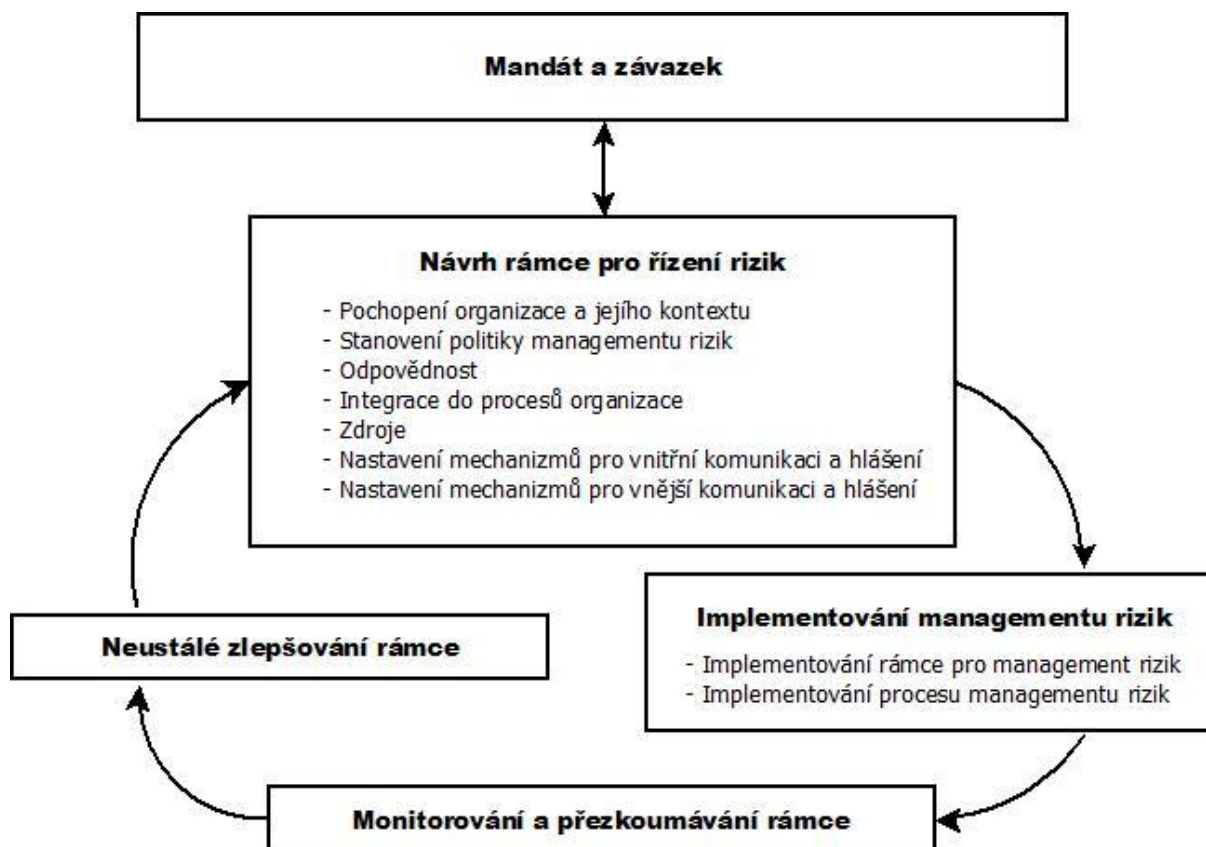 Mandát a závazek
Návrh rámce pro řízení rizik
- Pochopení organizace a jejího kontextu
- Stanovení politiky managementu rizik
- Odpovědnost
- Integrace do procesů organizace
- Zdroje
- Nastavení mechanizmů pro vnitřní komunikaci a hlášení
- Nastavení mechanizmů pro vnější komunikaci a hlášení
Implementování managementu rizik
- Implementování rámce pro management rizik
- Implementování procesu managementu rizik
Neustálé zlepšování rámce
Monitorování a přezkoumávání rámce